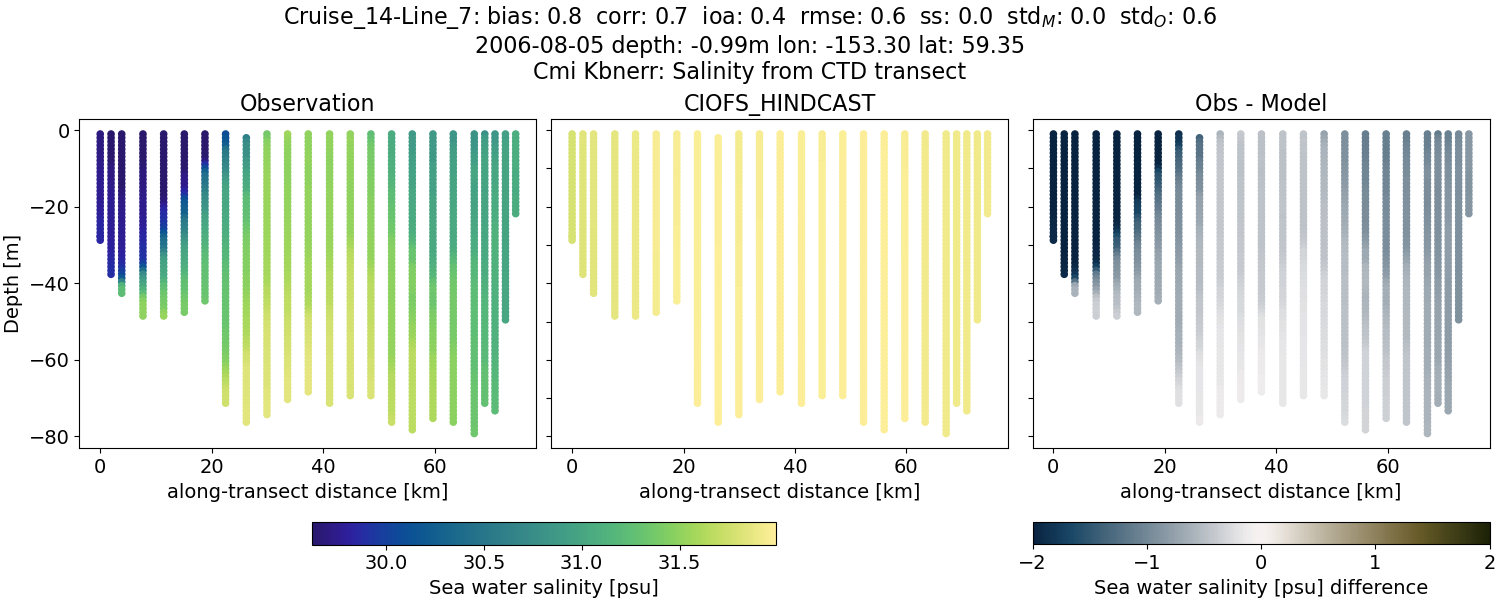 Cruise_14-Line_7: bias: 0.8  corr: 0.7  ioa: 0.4  rmse: 0.6  ss: 0.0  std_M: 0.0  std_O: 0.6
2006-08-05 depth: -0.99m lon: -153.30 lat: 59.35
Cmi Kbnerr: Salinity from CTD transect
Observation
CIOFS_HINDCAST
Obs - Model
Depth [m]
0
−20
−40
−60
−80
0 20 40 60
0 20 40 60
0 20 40 60
along-transect distance [km]
along-transect distance [km]
along-transect distance [km]
30.0 30.5 31.0 31.5
Sea water salinity [psu]
−2 −1 0 1 2
Sea water salinity [psu] difference